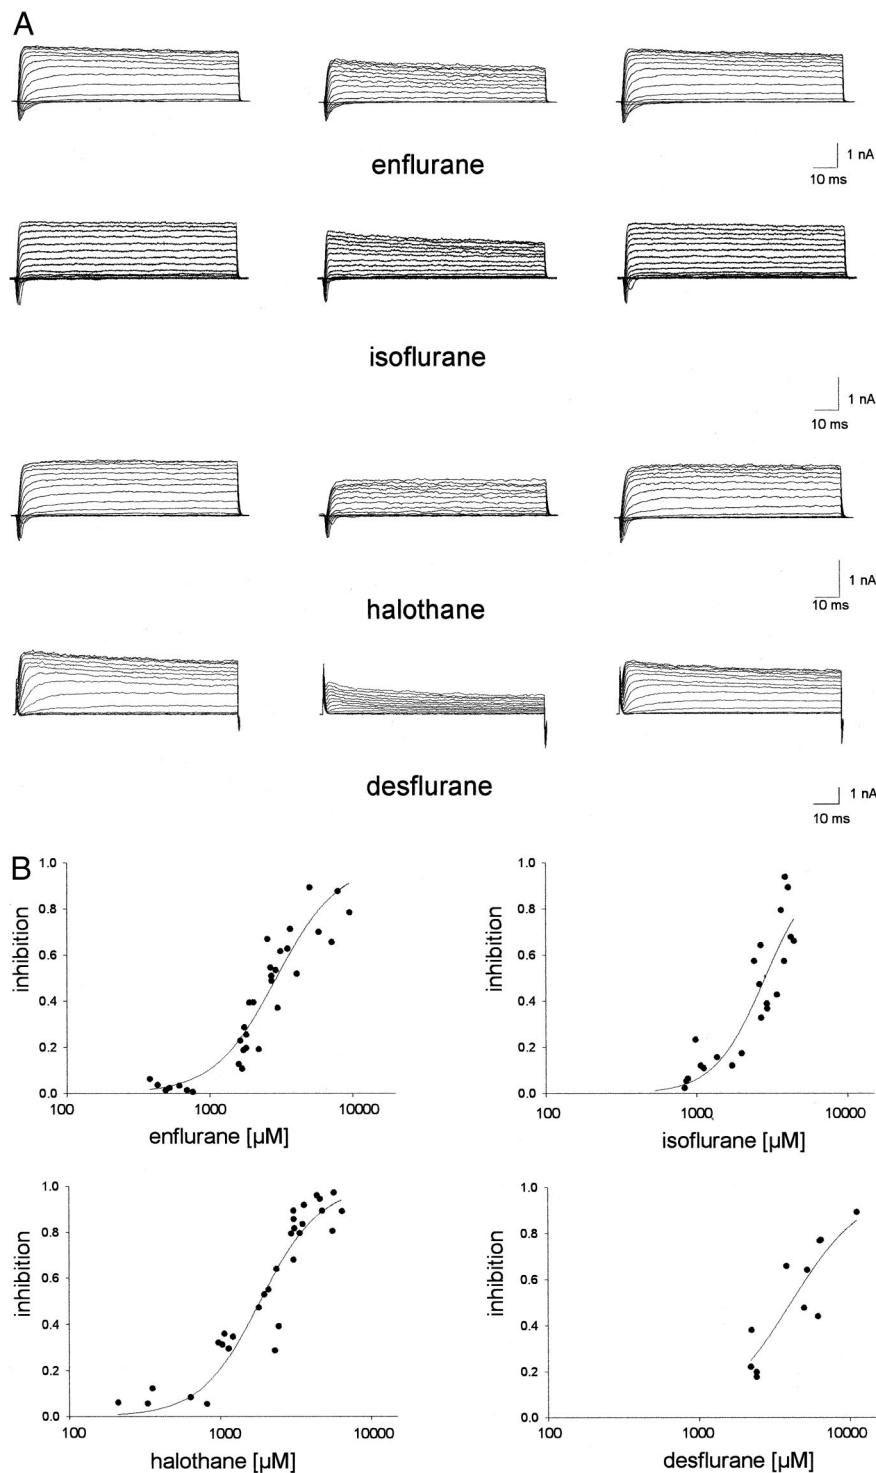 A
enflurane
1 nA
10 ms
isoflurane
1 nA
10 ms
halothane
1 nA
10 ms
desflurane
1 nA
10 ms
B
1.0
0.8
0.6
0.4
0.2
0.0
inhibition
100 1000 10000
enflurane [µM]
1.0
0.8
0.6
0.4
0.2
0.0
inhibition
100 1000 10000
isoflurane [µM]
1.0
0.8
0.6
0.4
0.2
0.0
inhibition
100 1000 10000
halothane [µM]
1.0
0.8
0.6
0.4
0.2
0.0
inhibition
100 1000 10000
desflurane [µM]